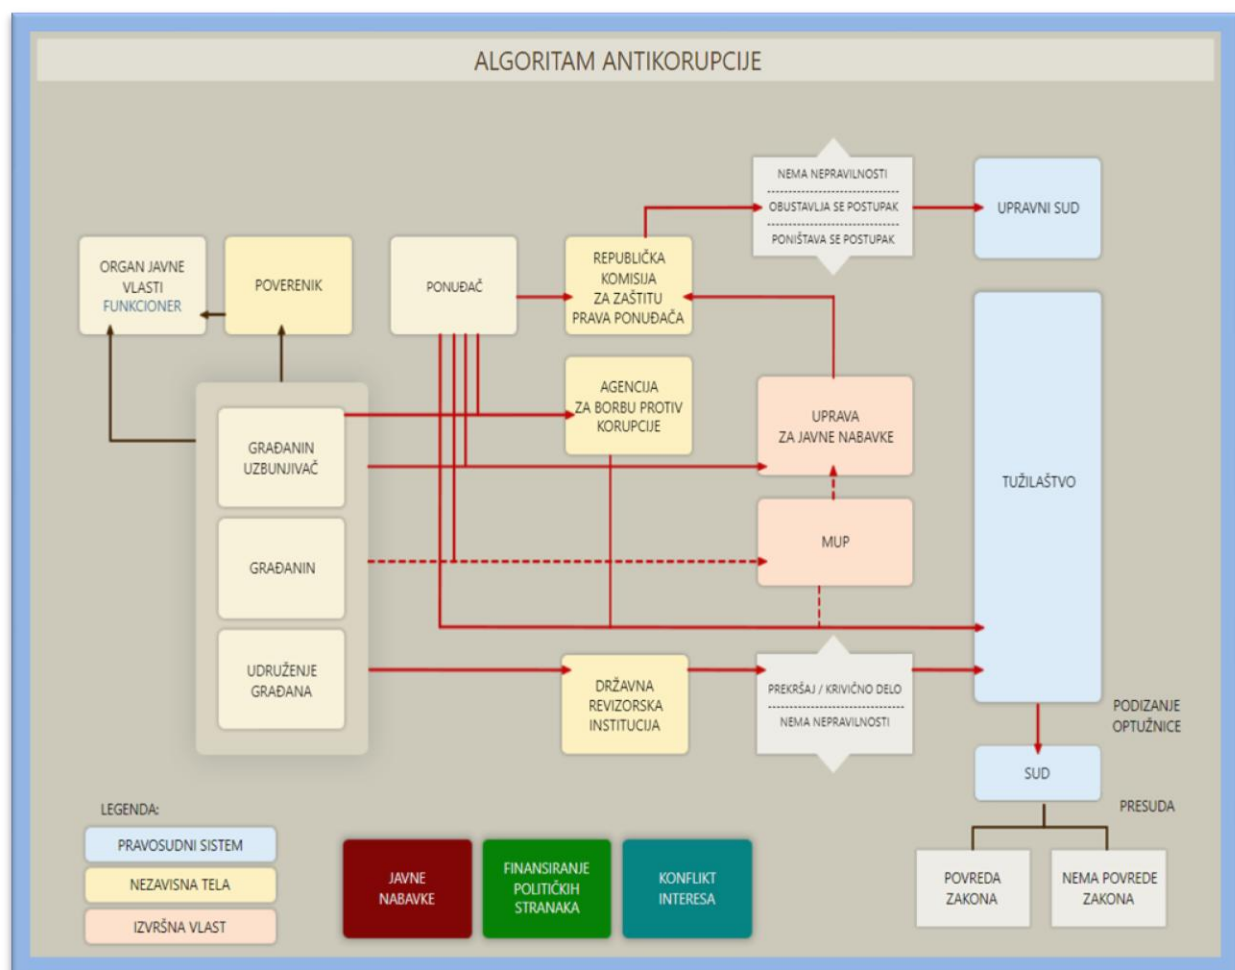 ALGORITAM ANTIKORUPCIJE
NEMA NEPRAVILNOSTI
OBUSTAVLJA SE POSTUPAK
PONIŠTAVA SE POSTUPAK
UPRAVNI SUD
ORGAN JAVNE
VLASTI
FUNKCIONER
POVERENIK
PONUĐAČ
REPUBLIČKA
KOMISIJA
ZA ZAŠTITU
PRAVA PONUĐAČA
AGENCIJA
ZA BORBU PROTIV
KORUPCIJE
UPRAVA
ZA JAVNE NABAVKE
GRAĐANIN
UZBUNJIVAČ
TUŽILAŠTVO
MUP
GRAĐANIN
UDRUŽENJE
GRAĐANA
DRŽAVNA
REVIZORSKA
INSTITUCIJA
PREKRŠAJ / KRIVIČNO DELO
NEMA NEPRAVILNOSTI
PODIZANJE
OPTUŽNICE
SUD
PRESUDA
LEGENDA:
PRAVOSUDNI SISTEM
NEZAVISNA TELA
IZVRŠNA VLAST
JAVNE
NABAVKE
FINANSIRANJE
POLITIČKIH
STRANAKA
KONFLIKT
INTERESA
POVREDA
ZAKONA
NEMA POVREDE
ZAKONA